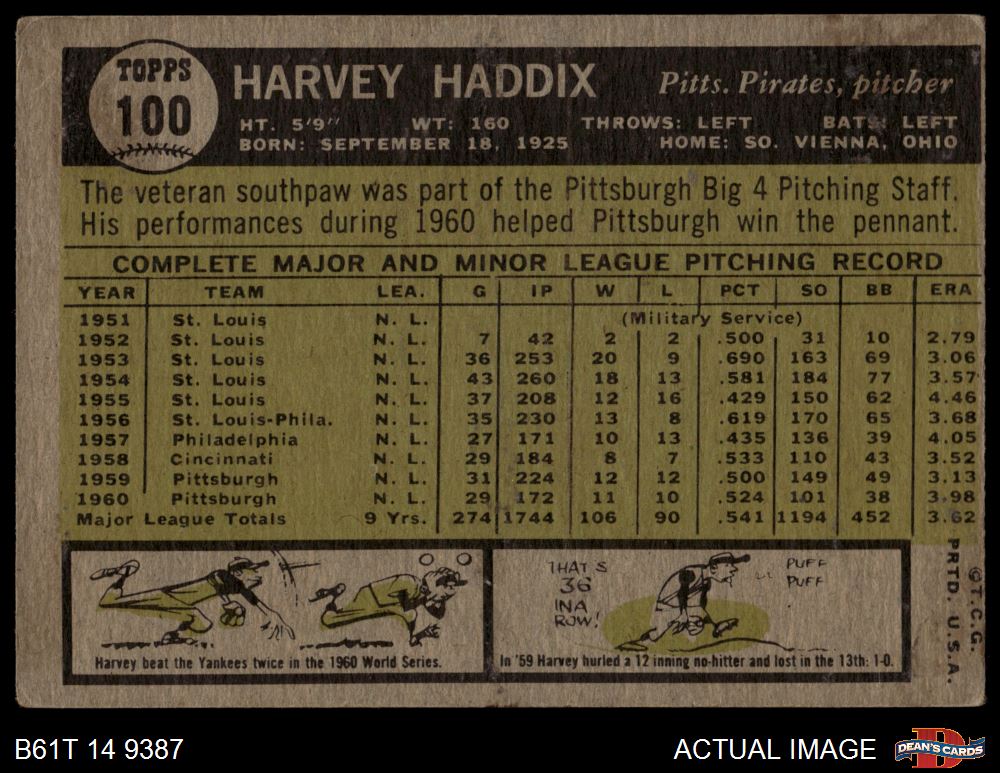 TOPPS
100
HARVEY HADDIX Pitts. Pirates, pitcher
HT. 5'9" WT: 160 THROWS: LEFT BATS: LEFT
BORN: SEPTEMBER 18, 1925 HOME: SO. VIENNA, OHIO
The veteran southpaw was part of the Pittsburgh Big 4 Pitching Staff.
His performances during 1960 helped Pittsburgh win the pennant.
COMPLETE MAJOR AND MINOR LEAGUE PITCHING RECORD
YEAR TEAM LEA. G IP W L PCT SO BB ERA
1951 St. Louis N. L. (Military Service)
1952 St. Louis N. L. 7 42 2 2 .500 31 10 2.79
1953 St. Louis N. L. 36 253 20 9 .690 163 69 3.06
1954 St. Louis N. L. 43 260 18 13 .581 184 77 3.57
1955 St. Louis N. L. 37 208 12 16 .429 150 62 4.46
1956 St. Louis-Phila. N. L. 35 230 13 8 .619 170 65 3.68
1957 Philadelphia N. L. 27 171 10 13 .435 136 39 4.05
1958 Cincinnati N. L. 29 184 8 7 .533 110 43 3.52
1959 Pittsburgh N. L. 31 224 12 12 .500 149 49 3.13
1960 Pittsburgh N. L. 29 172 11 10 .524 101 38 3.98
Major League Totals 9 Yrs. 274 1744 106 90 .541 1194 452 3.62
Harvey beat the Yankees twice in the 1960 World Series.
THAT'S
36
IN A
ROW!
PUFF
PUFF
In '59 Harvey hurled a 12 inning no-hitter and lost in the 13th: 1-0.
© T.C.G.
PRTD. U.S.A.
B61T 14 9387
ACTUAL IMAGE
D
DEAN'S CARDS